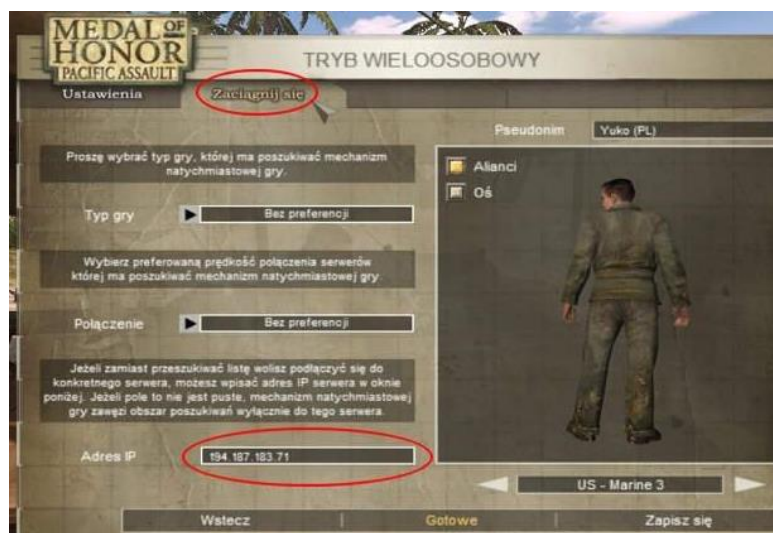 MEDAL OF
HONOR
PACIFIC ASSAULT
TRYB WIELOOSOBOWY
Ustawienia
Zaciągnij się
Pseudonim
Yuko (PL)
Proszę wybrać typ gry, której ma poszukiwać mechanizm
natychmiastowej gry.
Alianci
Oś
Typ gry
Bez preferencji
Wybierz preferowaną prędkość połączenia serwerów
której ma poszukiwać mechanizm natychmiastowej gry.
Połączenie
Bez preferencji
Jeżeli zamiast przeszukiwać listę wolisz podłączyć się do
konkretnego serwera, możesz wpisać adres IP serwera w oknie
poniżej. Jeżeli pole to nie jest puste, mechanizm natychmiastowej
gry zawęzi obszar poszukiwań wyłącznie do tego serwera.
Adres IP
194.187.183.71
US - Marine 3
Wstecz
Gotowe
Zapisz się